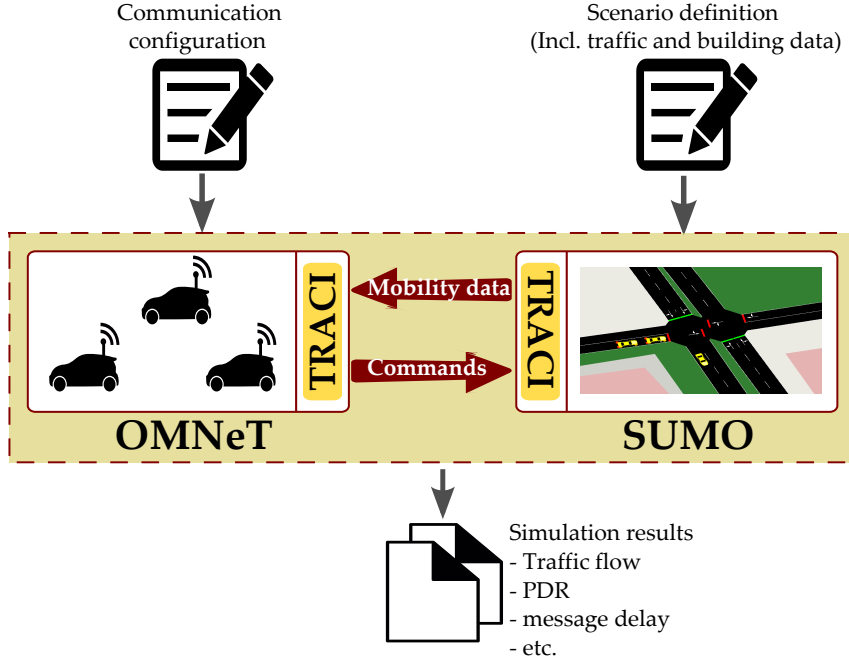 Communication
configuration
Scenario definition
(Incl. traffic and building data)
TRACI
Mobility data
Commands
TRACI
OMNeT
SUMO
Simulation results
- Traffic flow
- PDR
- message delay
- etc.